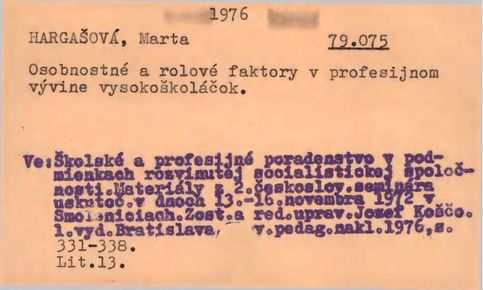 1976
HARGAŠOVÁ, Marta 79.075
Osobnostné a rolové faktory v profesijnom
vývine vysokoškoláčok.
Ve:Školské a profesijné poradenstvo v pod-
mienkach rozvinutej socialistickej spoloč-
nosti.Materiály z 2.českoslov.seminára
uskutoč.v dňoch 13.-16.novembra 1972 v
Smoleniciach.Zost.a red.uprav.Josef Koščo.
1.vyd.Bratislava, v.pedag.nakl.1976,s.
331-338.
Lit.13.